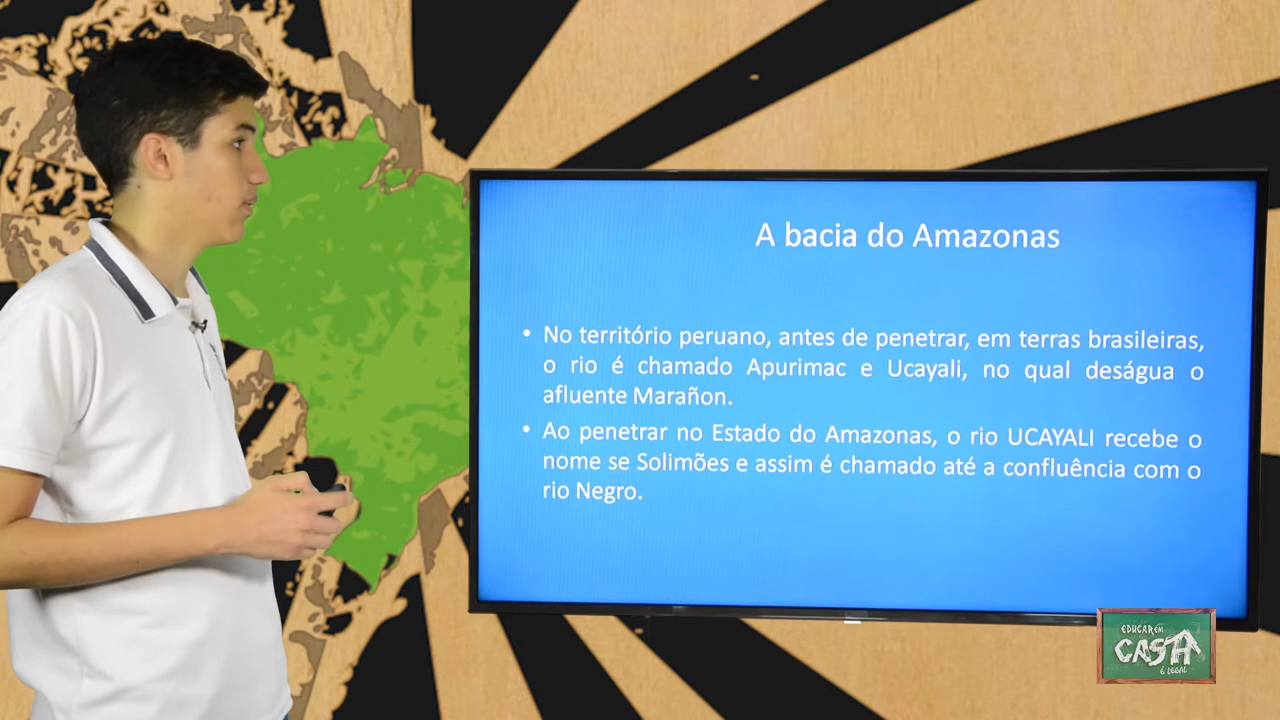 A bacia do Amazonas
• No território peruano, antes de penetrar, em terras brasileiras,
o rio é chamado Apurimac e Ucayali, no qual deságua o
afluente Marañon.
• Ao penetrar no Estado do Amazonas, o rio UCAYALI recebe o
nome se Solimões e assim é chamado até a confluência com o
rio Negro.
EDUCAR EM
CASA
É LEGAL